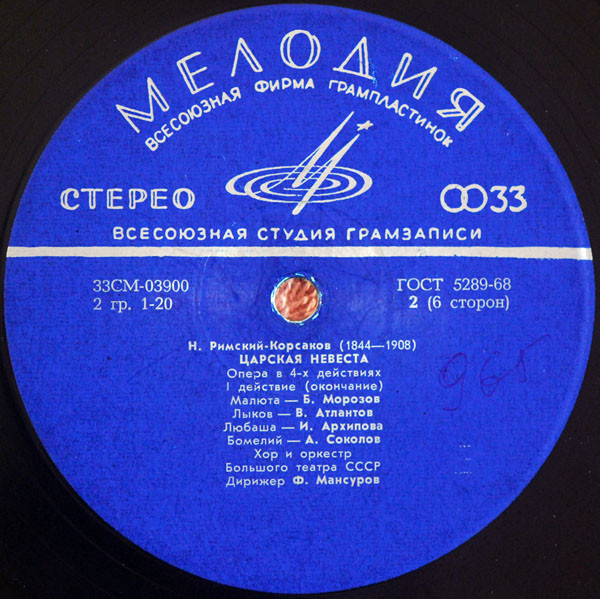 МЕЛОДИЯ
ВСЕСОЮЗНАЯ ФИРМА ГРАМПЛАСТИНОК
СТЕРЕО
33
ВСЕСОЮЗНАЯ СТУДИЯ ГРАМЗАПИСИ
33СМ-03900
ГОСТ 5289-68
2 гр. 1-20
2 (6 сторон)
Н. Римский-Корсаков (1844—1908)
ЦАРСКАЯ НЕВЕСТА
Опера в 4-х действиях
I действие (окончание)
Малюта — Б. Морозов
Лыков — В. Атлантов
Любаша — И. Архипова
Бомелий — А. Соколов
Хор и оркестр
Большого театра СССР
Дирижер Ф. Мансуров
965